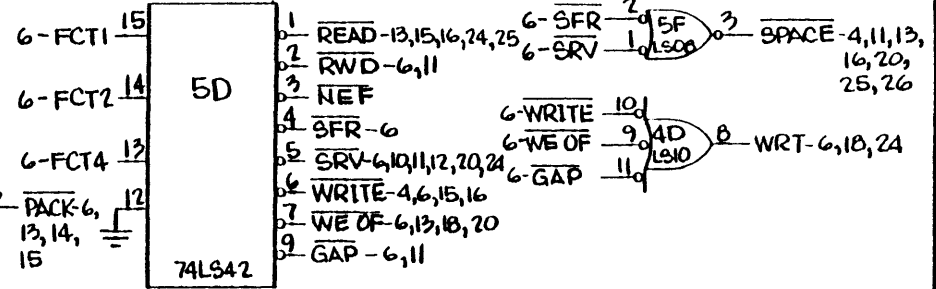 6-FCT1 15
6-FCT2 14
6-FCT4 13
PACK-6, 12
13, 14,
15
5D
74LS42
1 READ-13,15,16,24,25
2 RWD-6,11
3 NEF
4 SFR-6
5 SRV-6,10,11,12,20,24
6 WRITE-4,6,15,16
7 WE OF-6,13,18,20
9 GAP-6,11
6-SFR 2
6-SRV 1
5F
LS08
3 SPACE-4,11,13,
16,20,
25,26
6-WRITE 10
6-WE OF 9
6-GAP 11
4D
LS10
8 WRT-6,18,24